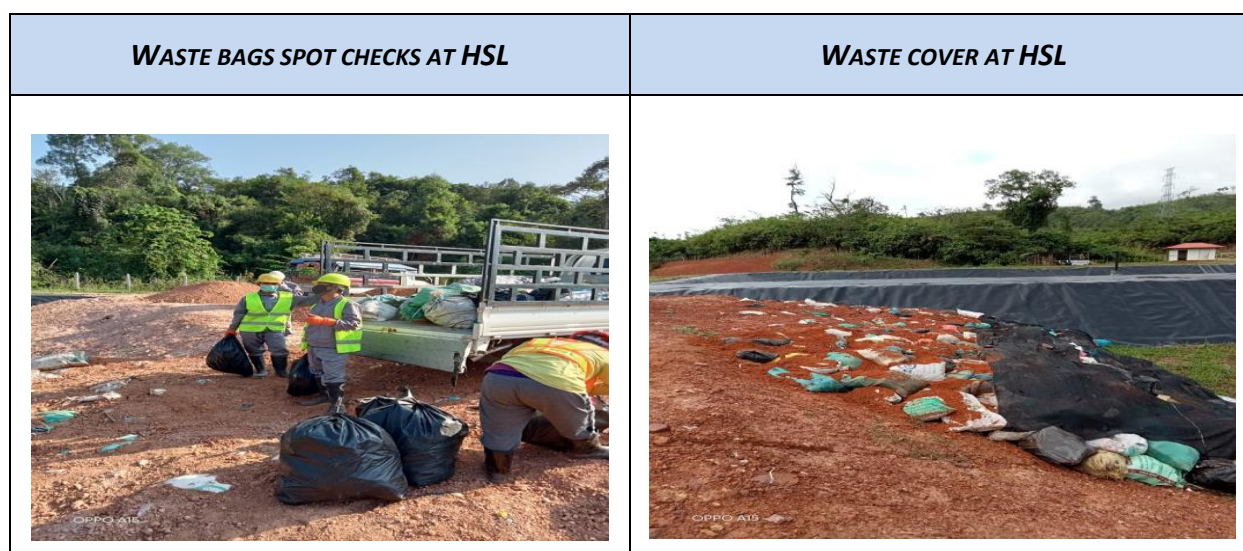 WASTE BAGS SPOT CHECKS AT HSL
WASTE COVER AT HSL
OPPO A15
OPPO A15